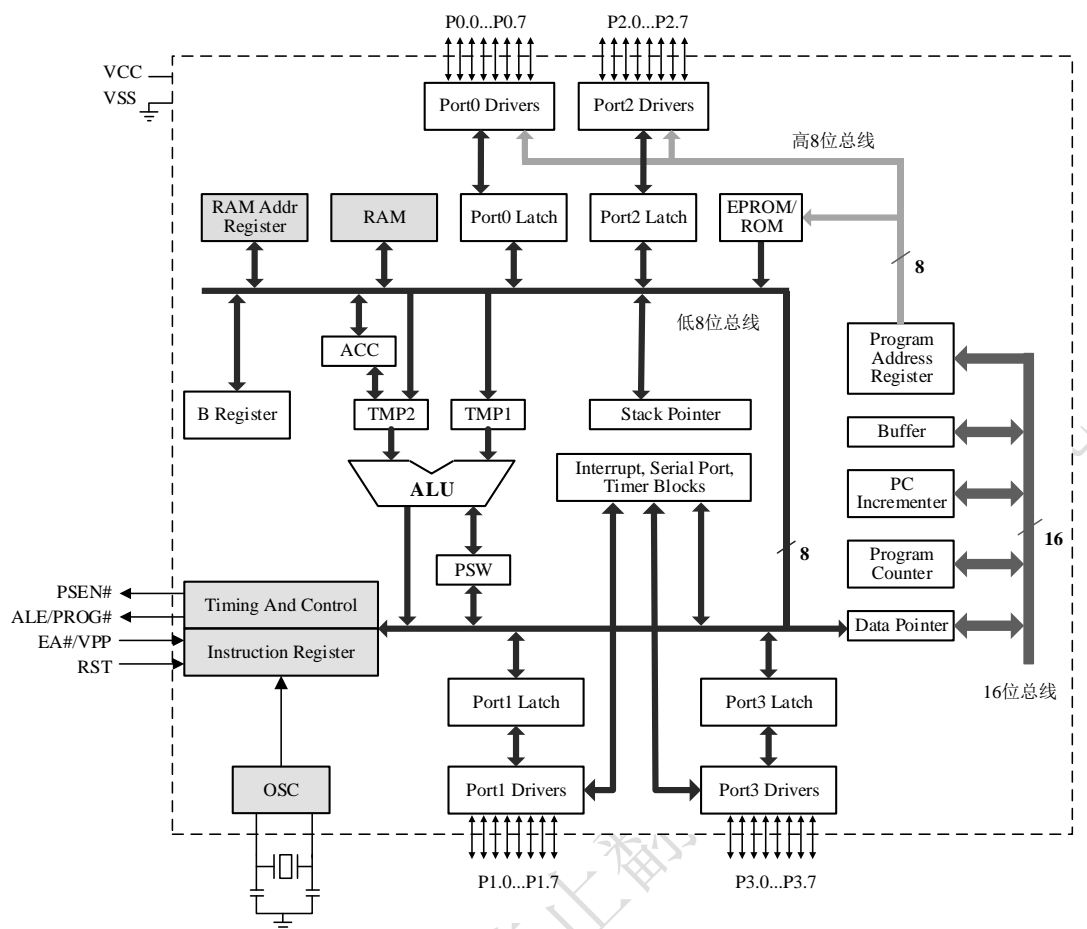 P0.0...P0.7
P2.0...P2.7
VCC
VSS
Port0 Drivers
Port2 Drivers
高8位总线
RAM Addr
Register
RAM
Port0 Latch
Port2 Latch
EPROM/
ROM
8
低8位总线
ACC
Program
Address
Register
B Register
TMP2
TMP1
Stack Pointer
Buffer
ALU
Interrupt, Serial Port,
Timer Blocks
PC
Incrementer
8
16
PSW
Program
Counter
PSEN#
ALE/PROG#
EA#/VPP
RST
Timing And Control
Instruction Register
Data Pointer
16位总线
Port1 Latch
Port3 Latch
OSC
Port1 Drivers
Port3 Drivers
P1.0...P1.7
P3.0...P3.7
止翻